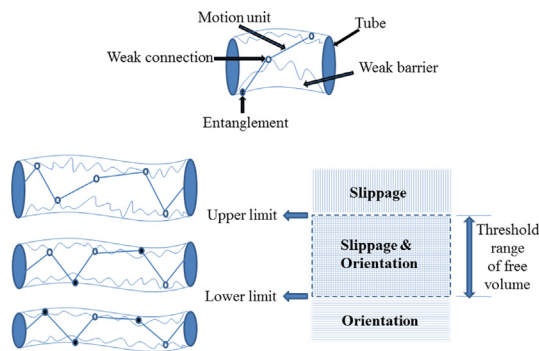 Motion unit
Tube
Weak connection
Weak barrier
Entanglement
Slippage
Upper limit
Slippage &
Orientation
Threshold
range
of free
volume
Lower limit
Orientation